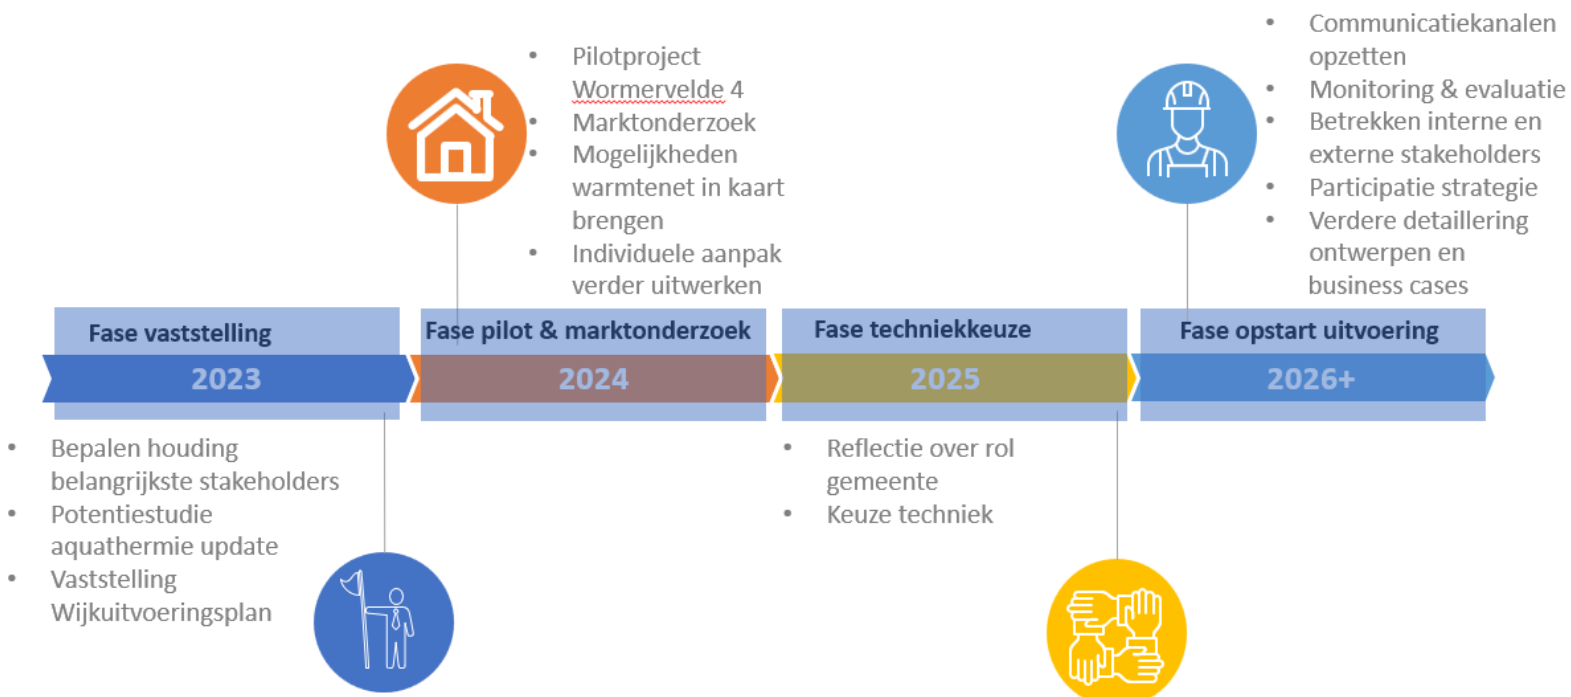 Fase vaststelling
2023
• Bepalen houding
belangrijkste stakeholders
• Potentiestudie
aquathermie update
• Vaststelling
Wijkuitvoeringsplan
• Pilotproject
Wormervelde 4
• Marktonderzoek
• Mogelijkheden
warmtenet in kaart
brengen
• Individuele aanpak
verder uitwerken
Fase pilot & marktonderzoek
2024
Fase techniekkeuze
2025
• Reflectie over rol
gemeente
• Keuze techniek
• Communicatiekanalen
opzetten
• Monitoring & evaluatie
• Betrekken interne en
externe stakeholders
• Participatie strategie
• Verdere detaillering
ontwerpen en
business cases
Fase opstart uitvoering
2026+